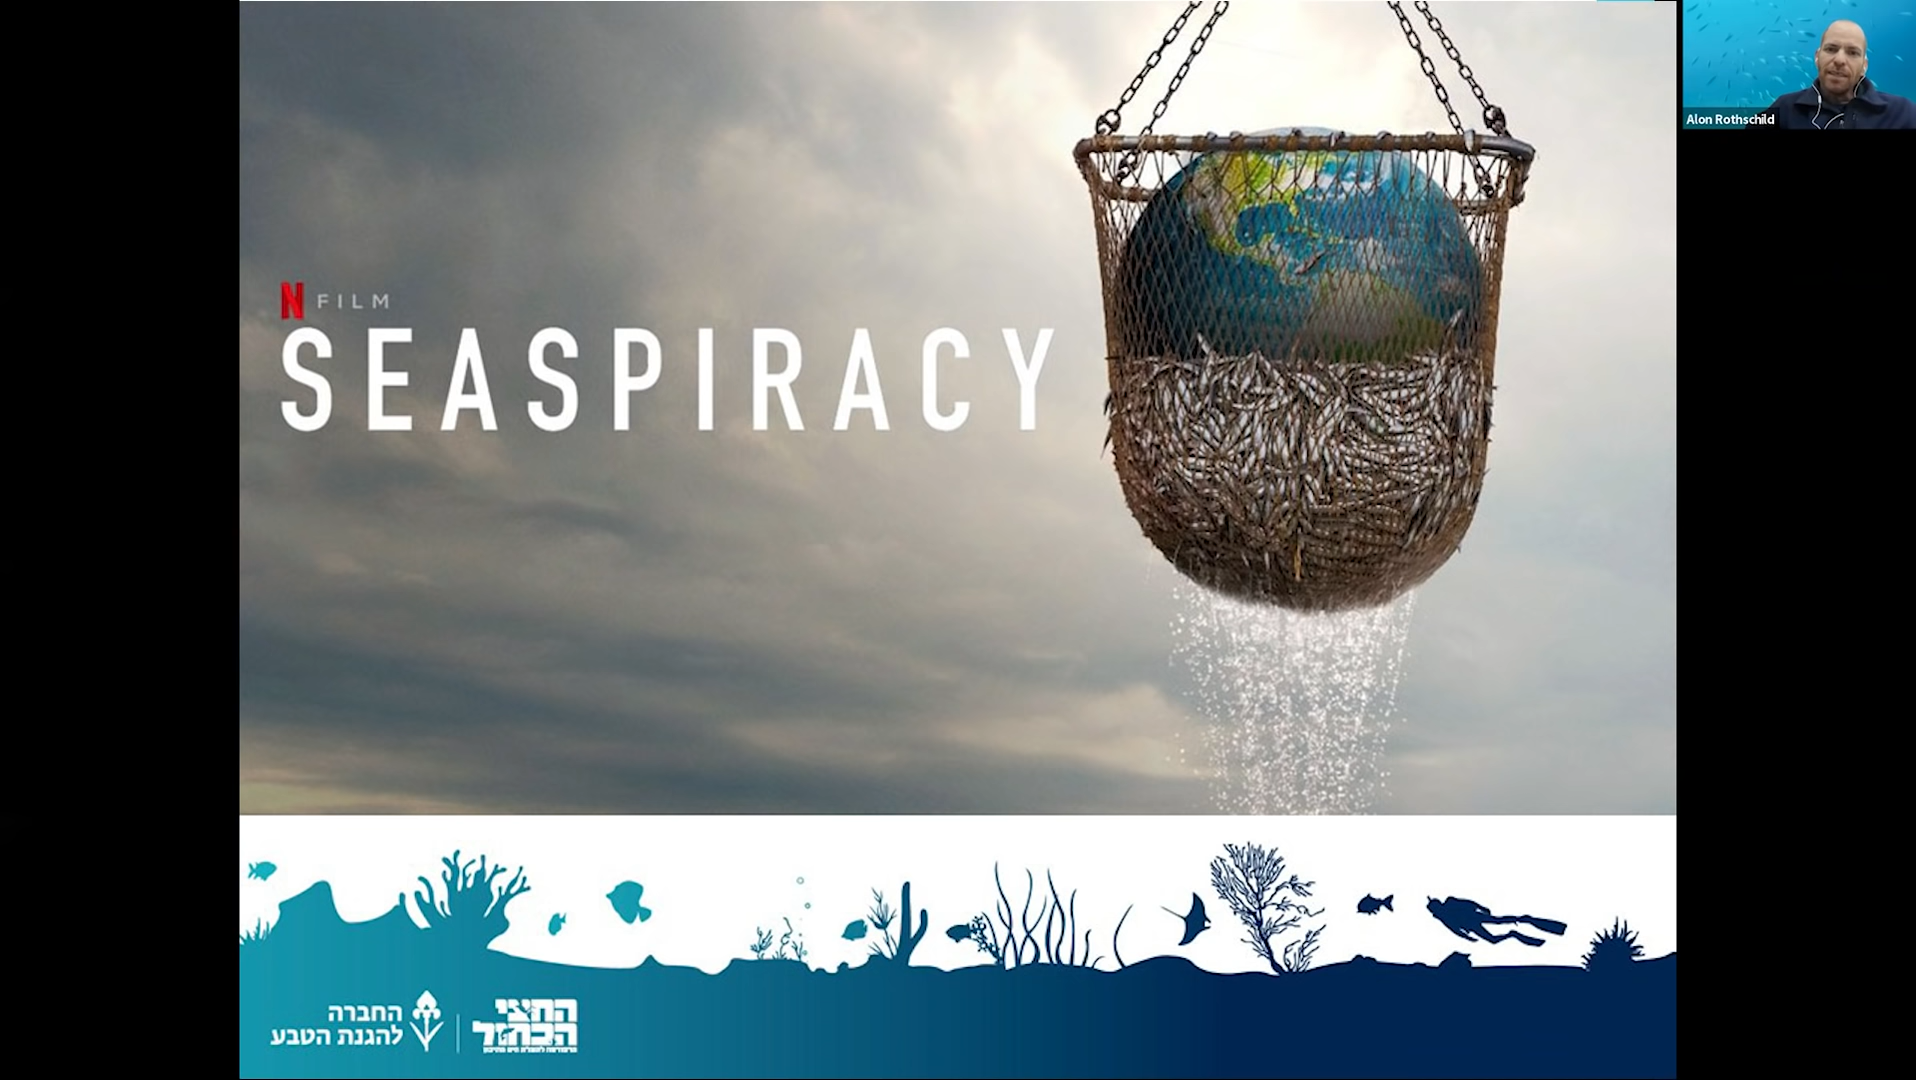 N FILM
SEASPIRACY
Alon Rothschild
החברה
להגנת הטבע
החצי
הכחול